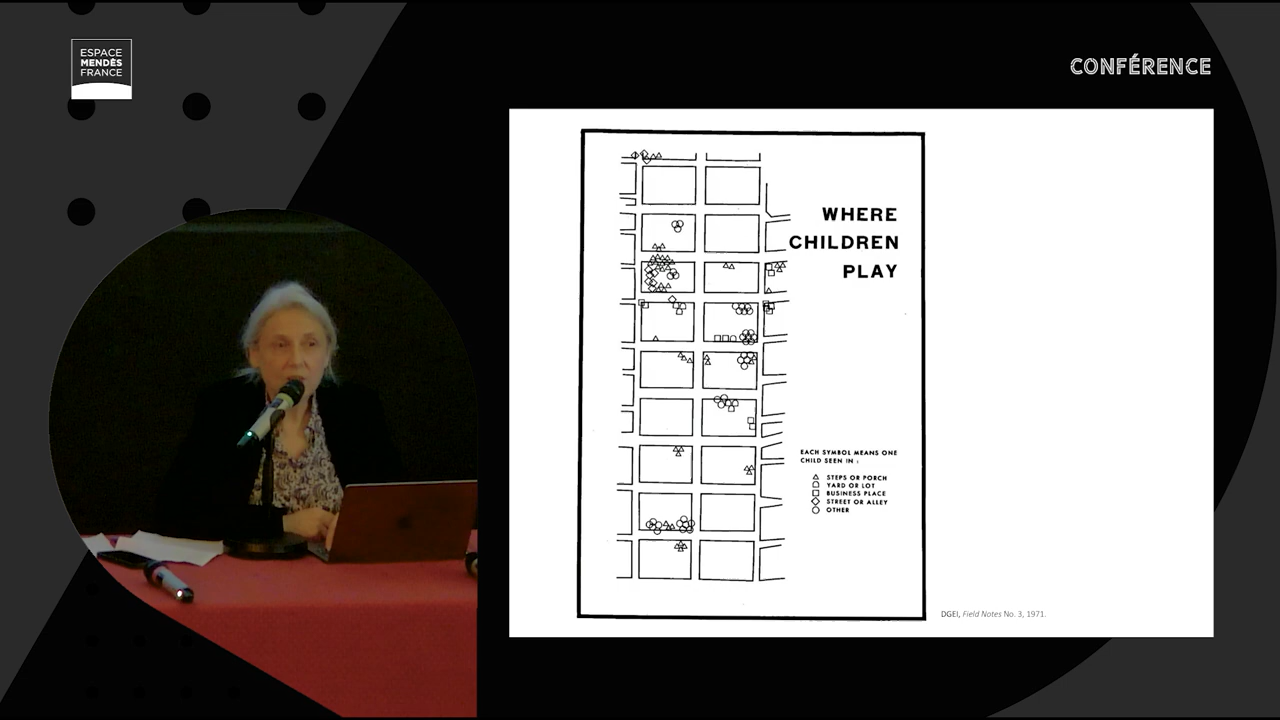 ESPACE
MENDÈS
FRANCE
CONFÉRENCE
WHERE
CHILDREN
PLAY
EACH SYMBOL MEANS ONE
CHILD SEEN IN :
STEPS OR PORCH
YARD OR LOT
BUSINESS PLACE
STREET OR ALLEY
OTHER
DGEI, Field Notes No. 3, 1971.